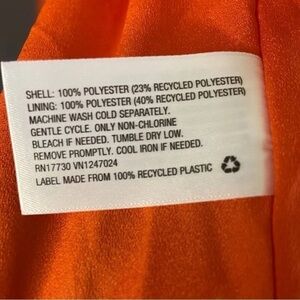 SHELL: 100% POLYESTER (23% RECYCLED POLYESTER)
LINING: 100% POLYESTER (40% RECYCLED POLYESTER)
MACHINE WASH COLD SEPARATELY.
GENTLE CYCLE. ONLY NON-CHLORINE
BLEACH IF NEEDED. TUMBLE DRY LOW.
REMOVE PROMPTLY. COOL IRON IF NEEDED.
RN17730 VN1247024
LABEL MADE FROM 100% RECYCLED PLASTIC